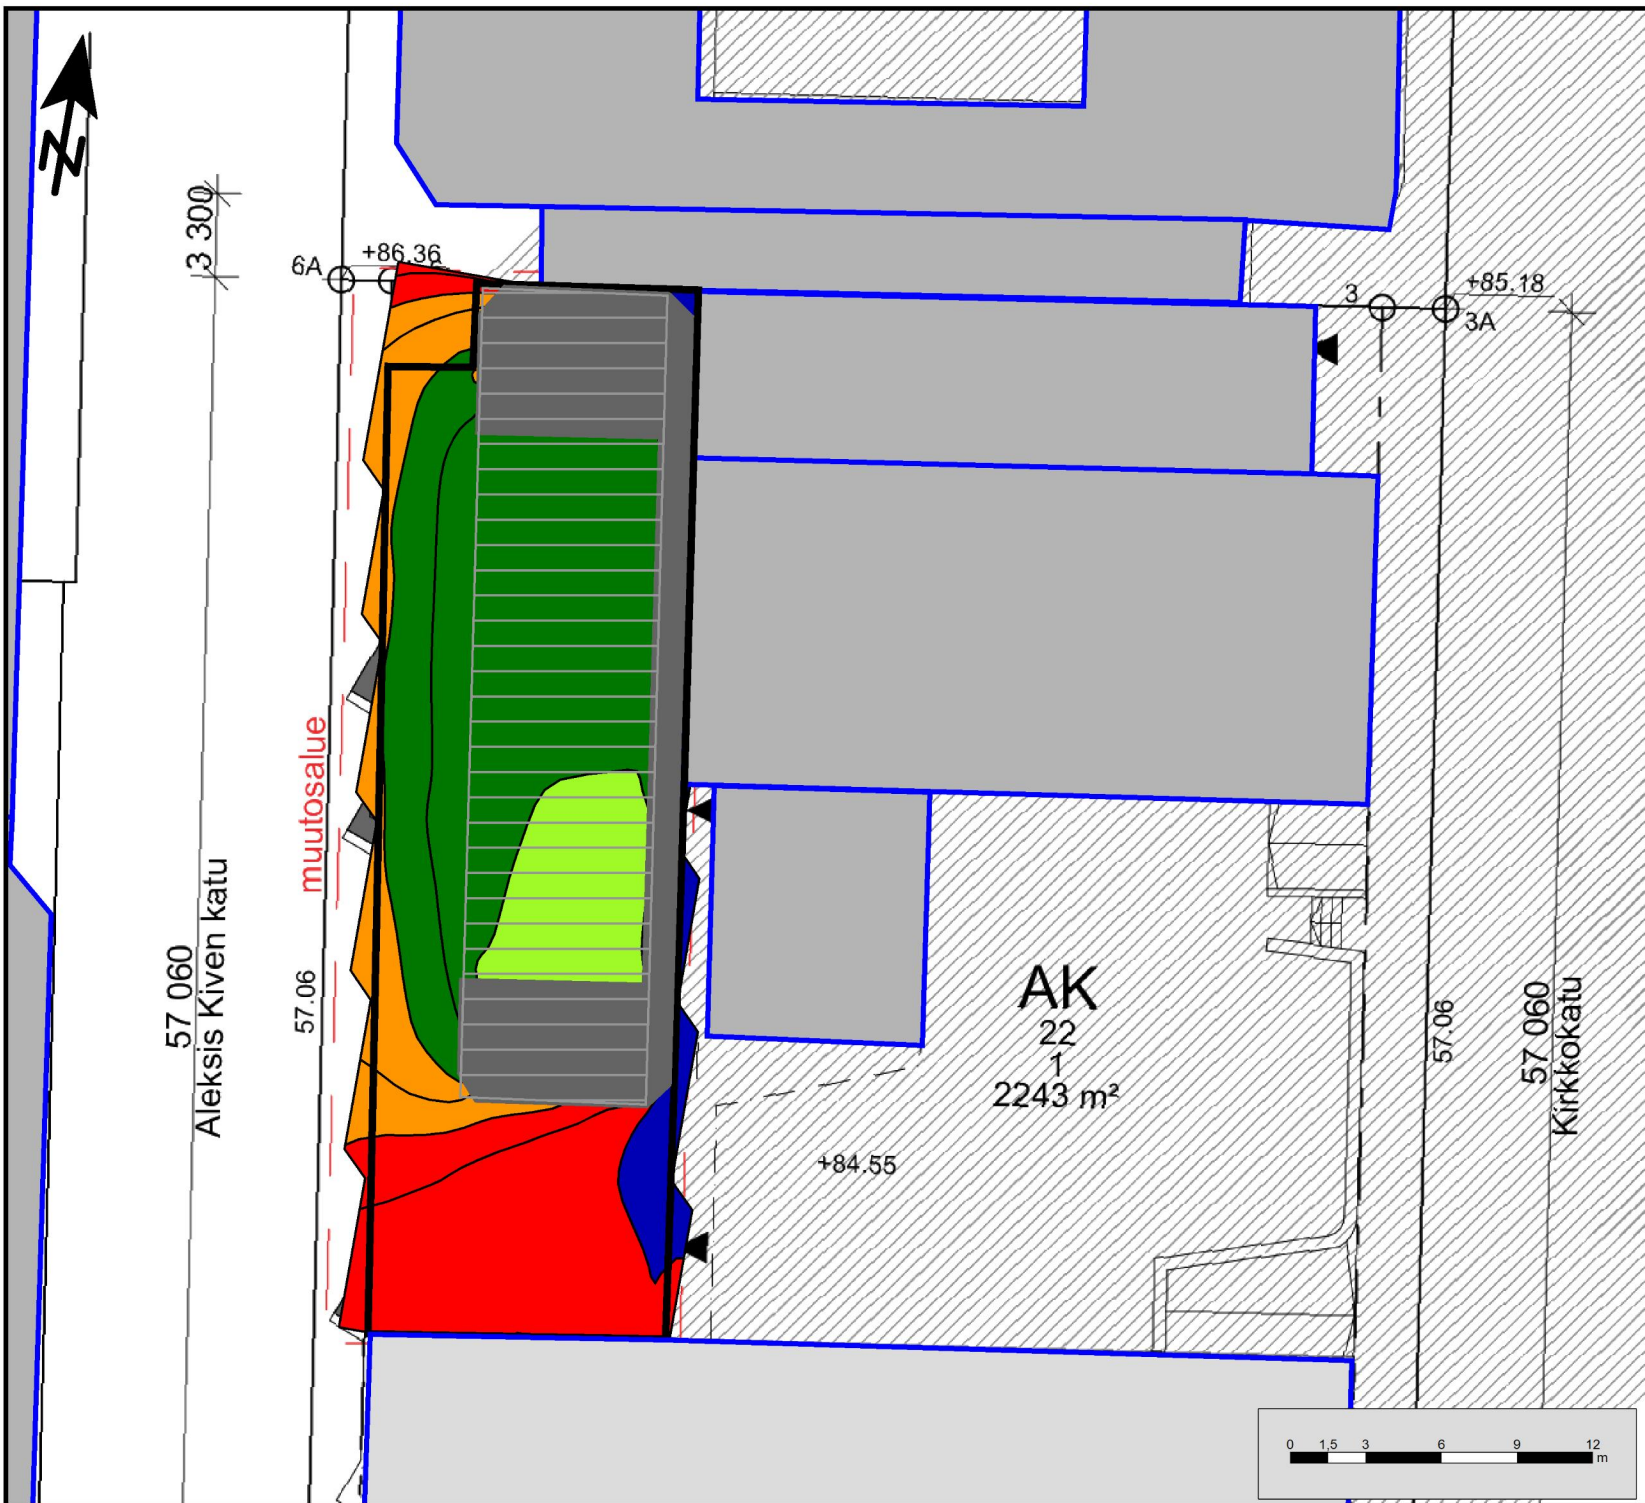 N
3 300
6A
+86.36
3
+85.18
3A
muutosalue
57 060
Aleksis Kiven katu
57.06
AK
22
1
2243 m²
+84.55
57.06
57 060
Kirkkokatu
0 1,5 3 6 9 12
m